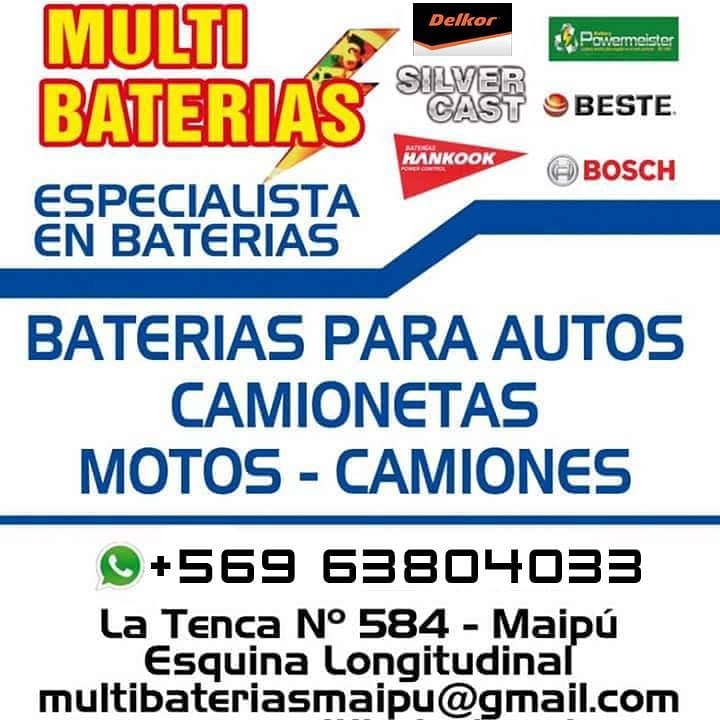 MULTI
BATERIAS
Delkor
Powermeister
SILVER
CAST
BESTE
BATERÍAS
HANKOOK
POWER CONTROL
BOSCH
ESPECIALISTA
EN BATERIAS
BATERIAS PARA AUTOS
CAMIONETAS
MOTOS - CAMIONES
+569 63804033
La Tenca Nº 584 - Maipú
Esquina Longitudinal
multibateriasmaipu@gmail.com